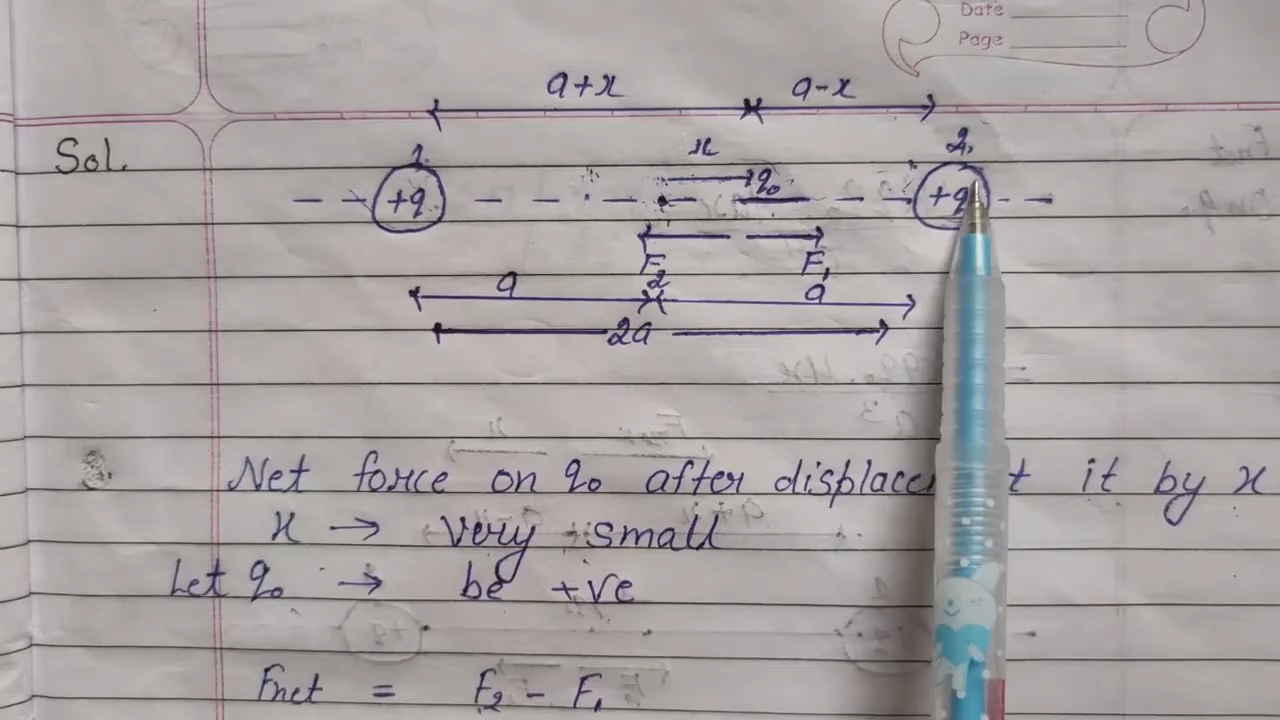 Date
Page
a+x a-x
Sol.
1. x 2.
+q q₀ +q
F₂ F₁
a a
2a
Net force on q₀ after displacement it by x
x → very small
Let q₀ → be +ve
Fnet = F₂ - F₁